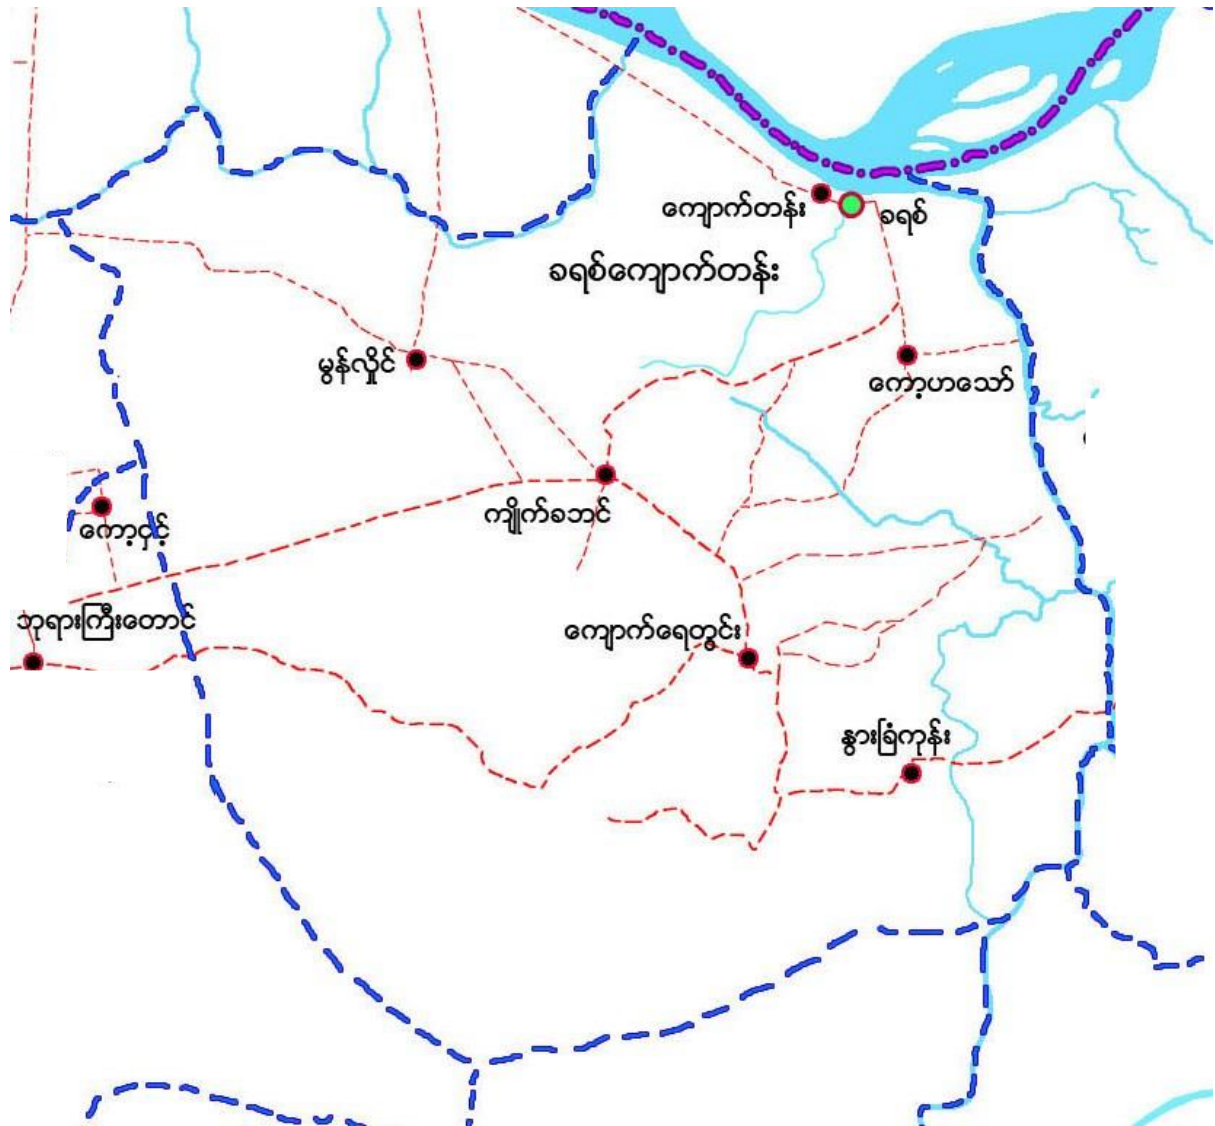 ကျောက်တန်း
ခရစ်
ခရစ်ကျောက်တန်း
မွန်လှိုင်
ကော့ဟသော်
ကျိုက်ခဘင်
ကော့ငှင့်
ဘုရားကြီးတောင်
ကျောက်ရေတွင်း
နွားခြံကုန်း